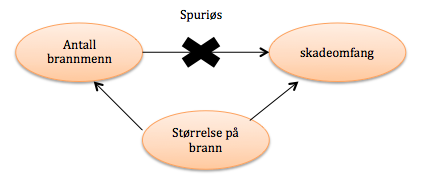 Spuriøs
Antall
brannmenn
skadeomfang
Størrelse på
brann